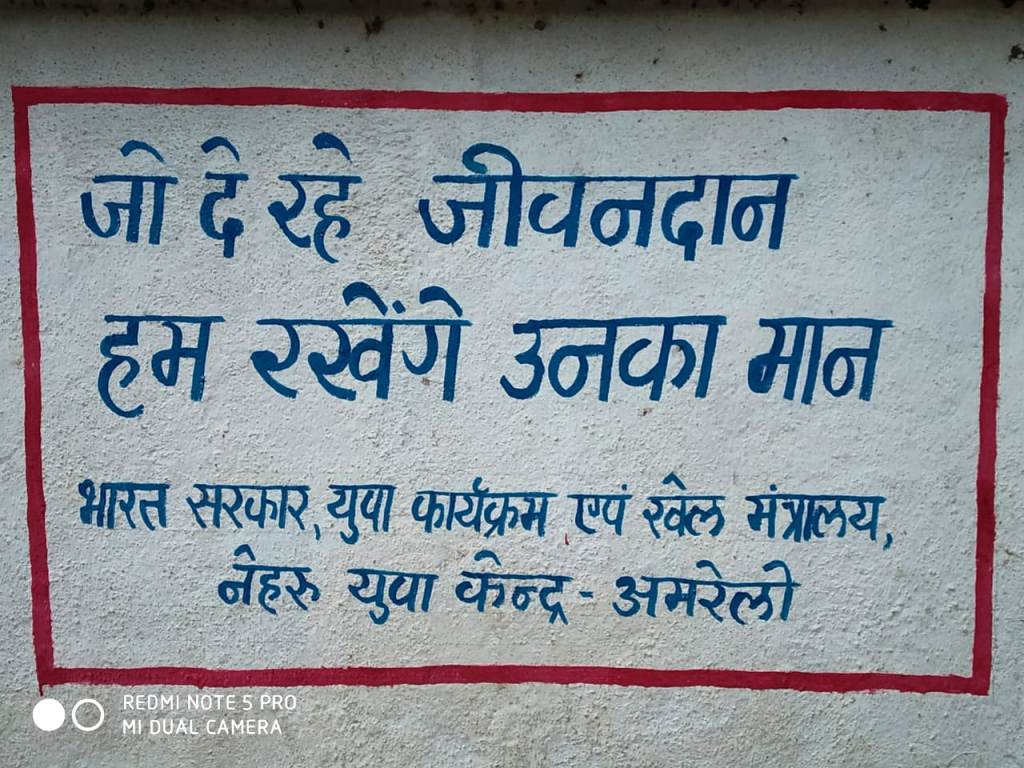 जो दे रहे जीवनदान
हम रखेंगे उनका मान
भारत सरकार, युवा कार्यक्रम एवं खेल मंत्रालय,
नेहरु युवा केन्द्र - अमरेली
REDMI NOTE 5 PRO
MI DUAL CAMERA